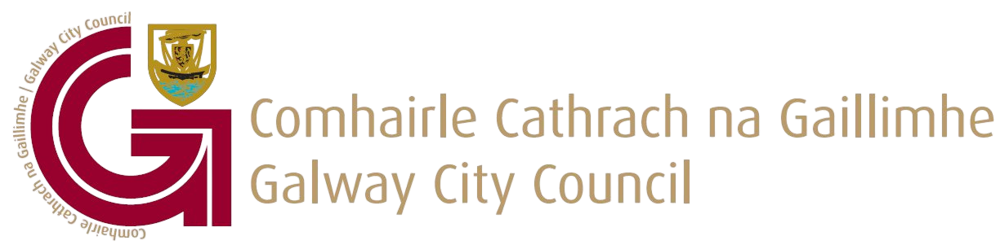 Comhairle Cathrach na Gaillimhe | Galway City Council
Comhairle Cathrach na Gaillimhe
Galway City Council